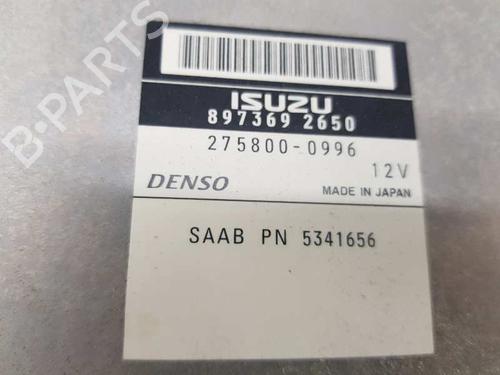 ISUZU
897369 2650
275800-0996
12V
DENSO
MADE IN JAPAN
SAAB PN 5341656
B-PARTS